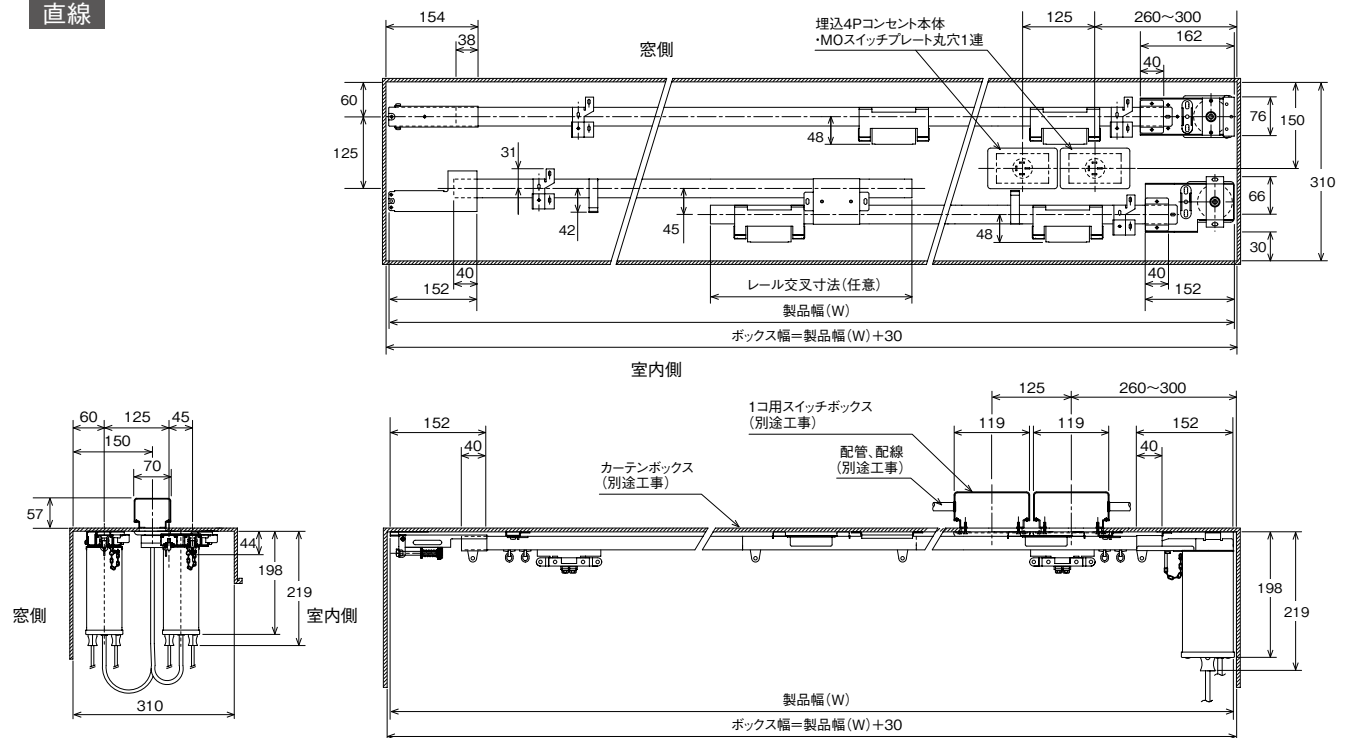 直線
154
38
窓側
埋込4Pコンセント本体
・MOスイッチプレート丸穴1連
125
260〜300
162
40
60
125
31
42
48
45
48
76
150
66
30
310
40
152
レール交叉寸法(任意)
40
152
製品幅(W)
ボックス幅=製品幅(W)+30
室内側
60
125
45
150
70
57
44
198
219
窓側
室内側
310
152
40
カーテンボックス
(別途工事)
1コ用スイッチボックス
(別途工事)
配管、配線
(別途工事)
125
260〜300
119
119
152
40
198
219
製品幅(W)
ボックス幅=製品幅(W)+30